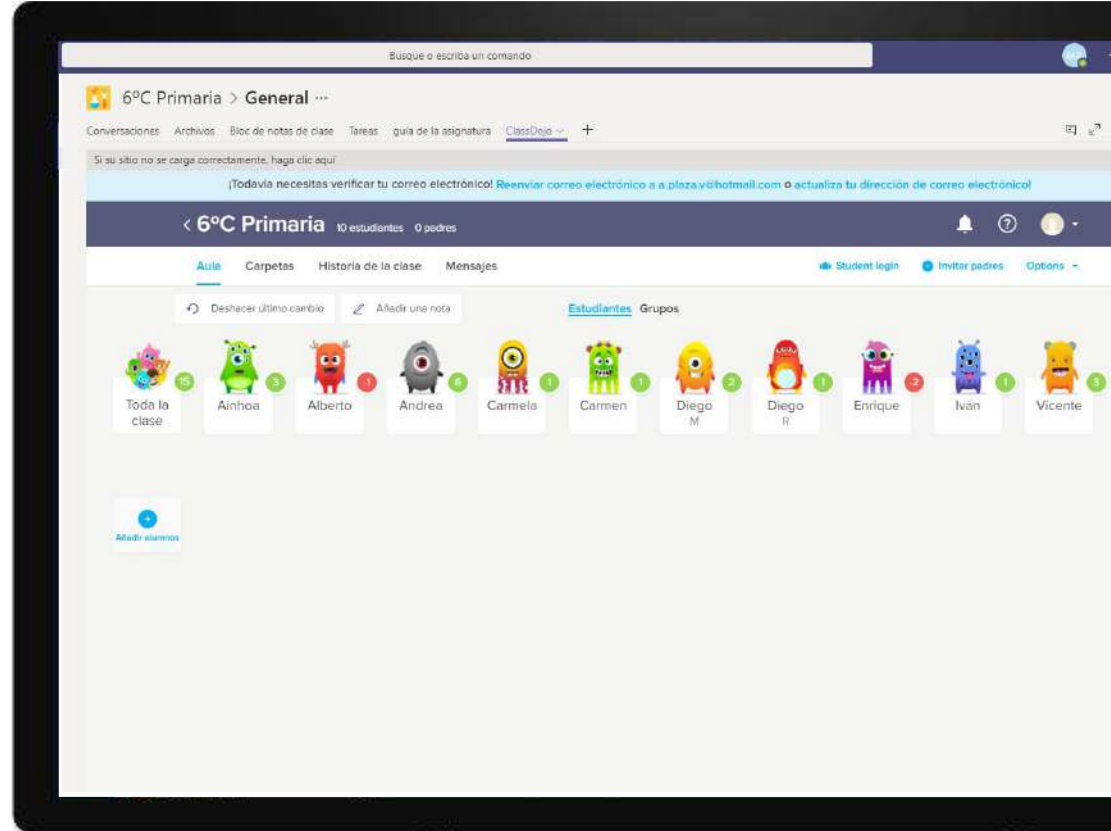 Busque o escriba un comando
6ºC Primaria > General ...
Conversaciones Archivos Bloc de notas de clase Tareas guía de la asignatura ClassDojo +
Si su sitio no se carga correctamente, haga clic aquí
¡Todavía necesitas verificar tu correo electrónico! Reenviar correo electrónico a a.plaza.v@hotmail.com o actualiza tu dirección de correo electrónico!
< 6ºC Primaria 10 estudiantes 0 padres
Aula Carpetas Historia de la clase Mensajes Student login Invitar padres Options
Deshacer último cambio Añadir una nota Estudiantes Grupos
15 3 -1 6 1 1 2 1 -2 1 3
Toda la Ainhoa Alberto Andrea Carmela Carmen Diego Diego Enrique Iván Vicente
clase M R
Añadir alumnos